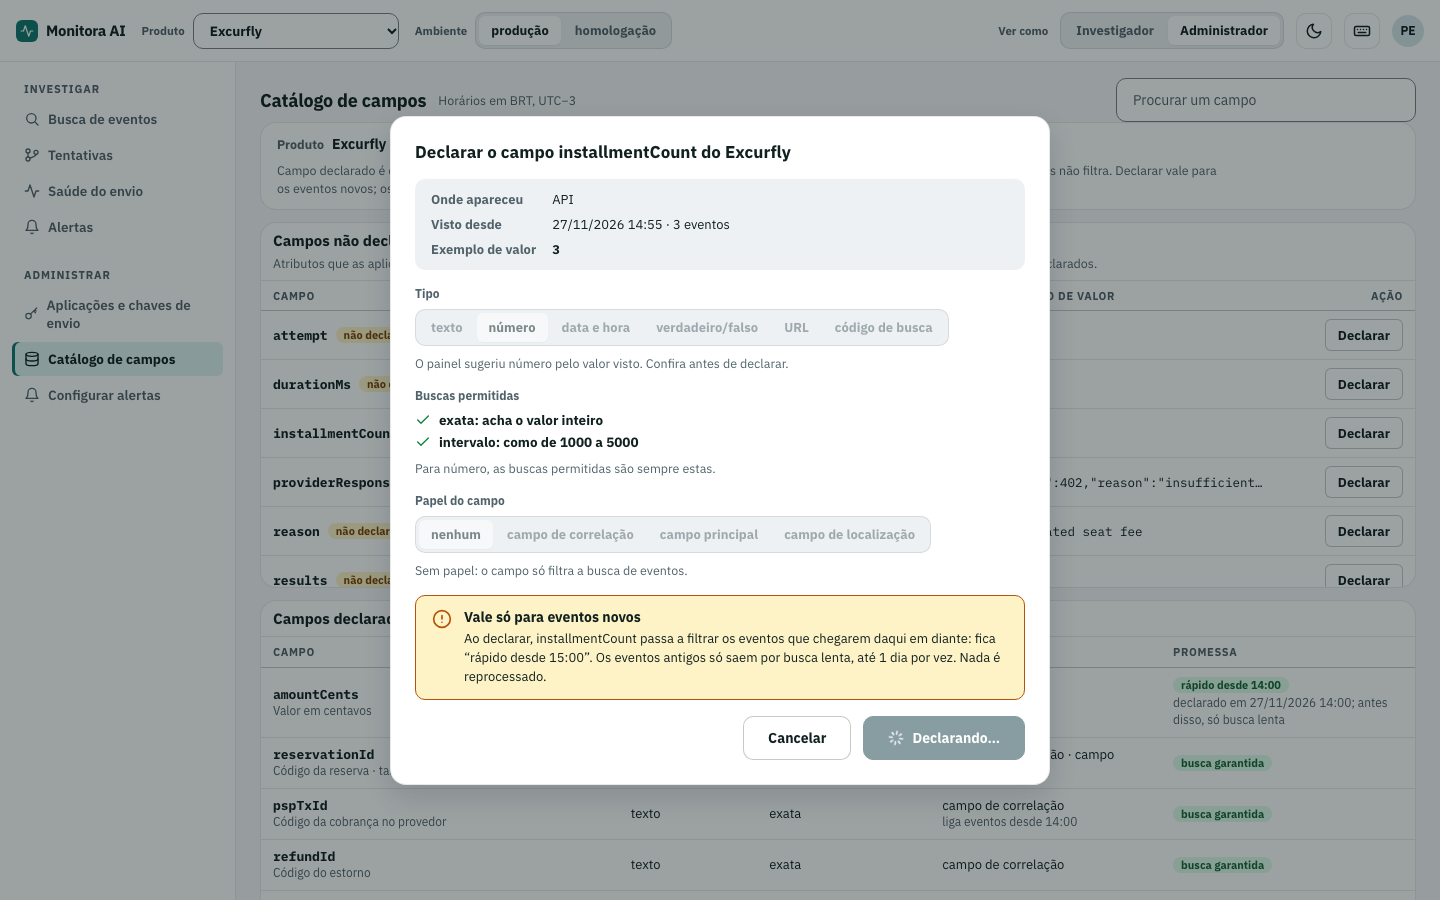 Monitora AI
Produto
Excurfly
Ambiente
produção
homologação
Ver como
Investigador
Administrador
PE
INVESTIGAR
Busca de eventos
Tentativas
Saúde do envio
Alertas
ADMINISTRAR
Aplicações e chaves de
envio
Catálogo de campos
Configurar alertas
Catálogo de campos
Horários em BRT, UTC−3
Procurar um campo
Produto Excurfly
Campo declarado é
s não filtra. Declarar vale para
os eventos novos; os
Campos não decl
Atributos que as aplic
clarados.
CAMPO
O DE VALOR
AÇÃO
attempt não decla
Declarar
durationMs não
Declarar
installmentCoun
Declarar
providerRespons
":402,"reason":"insufficient…
Declarar
reason não declar
ated seat fee
Declarar
results não decla
Declarar
Campos declarad
CAMPO
PROMESSA
amountCents
Valor em centavos
rápido desde 14:00
declarado em 27/11/2026 14:00; antes
disso, só busca lenta
reservationId
Código da reserva · ta
ão · campo
busca garantida
pspTxId
Código da cobrança no provedor
texto
exata
campo de correlação
liga eventos desde 14:00
busca garantida
refundId
Código do estorno
texto
exata
campo de correlação
busca garantida
Declarar o campo installmentCount do Excurfly
Onde apareceu API
Visto desde 27/11/2026 14:55 · 3 eventos
Exemplo de valor 3
Tipo
texto
número
data e hora
verdadeiro/falso
URL
código de busca
O painel sugeriu número pelo valor visto. Confira antes de declarar.
Buscas permitidas
exata: acha o valor inteiro
intervalo: como de 1000 a 5000
Para número, as buscas permitidas são sempre estas.
Papel do campo
nenhum
campo de correlação
campo principal
campo de localização
Sem papel: o campo só filtra a busca de eventos.
Vale só para eventos novos
Ao declarar, installmentCount passa a filtrar os eventos que chegarem daqui em diante: fica
“rápido desde 15:00”. Os eventos antigos só saem por busca lenta, até 1 dia por vez. Nada é
reprocessado.
Cancelar
Declarando…